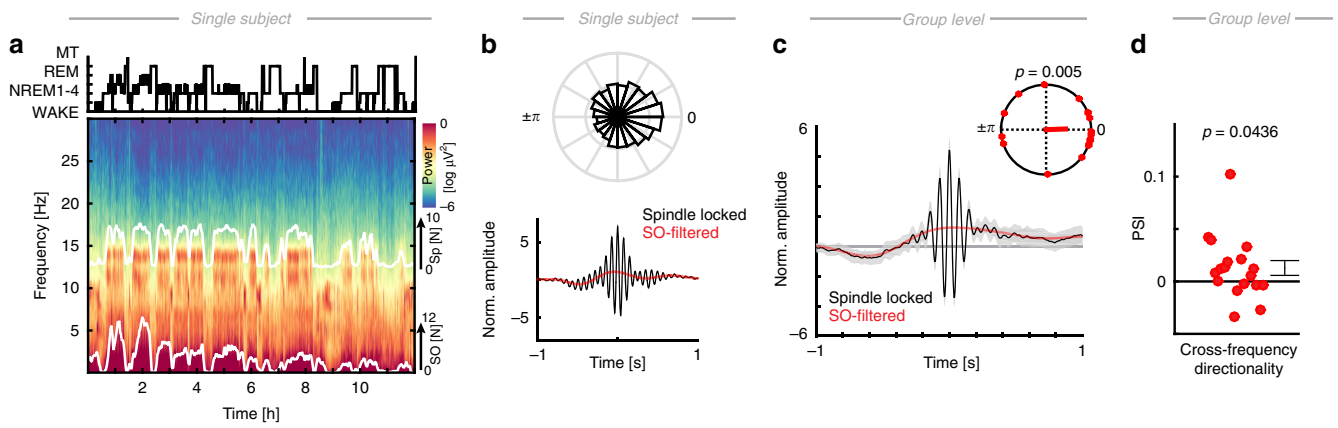 Single subject
Single subject
Group level
Group level
a
MT
REM
NREM1-4
WAKE
25
20
15
10
5
Frequency [Hz]
0
Power
[log μV²]
–6
10
Sp [N]
0
12
SO [N]
0
2
4
6
8
10
Time [h]
b
±π
0
Spindle locked
SO-filtered
5
–5
Norm. amplitude
–1
1
Time [s]
c
p = 0.005
±π
0
6
–6
Norm. amplitude
Spindle locked
SO-filtered
–1
1
Time [s]
d
p = 0.0436
0.1
0
PSI
Cross-frequency
directionality